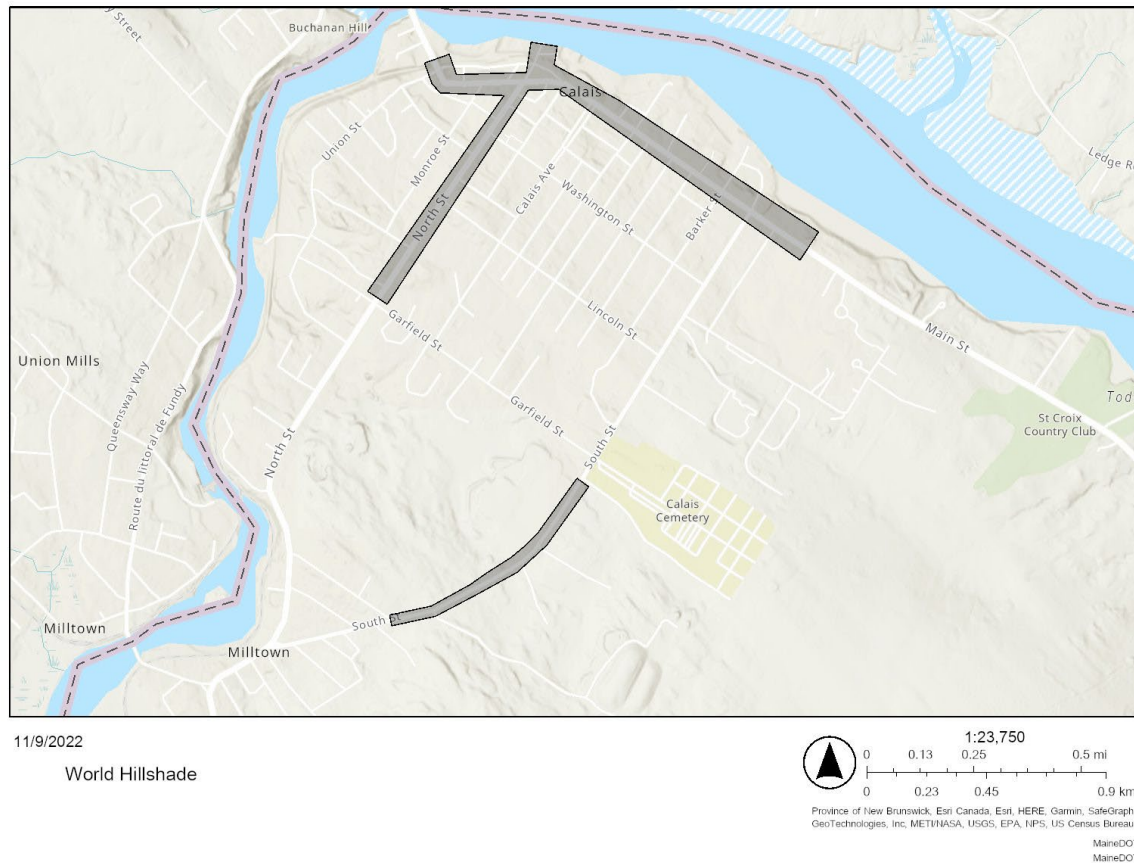 Street
Buchanan Hill
Calais
Union St
Monroe St
Calais Ave
Washington St
Barker St
North St
Ledge R
Lincoln St
Garfield St
Main St
Union Mills
Queensway Way
Route du littoral de Fundy
North St
Garfield St
South St
St Croix
Country Club
Tod
Calais
Cemetery
South St
Milltown
Milltown
11/9/2022
World Hillshade
1:23,750
0 0.13 0.25 0.5 mi
0 0.23 0.45 0.9 km
Province of New Brunswick, Esri Canada, Esri, HERE, Garmin, SafeGraph
GeoTechnologies, Inc, METI/NASA, USGS, EPA, NPS, US Census Bureau
MaineDO
MaineDO